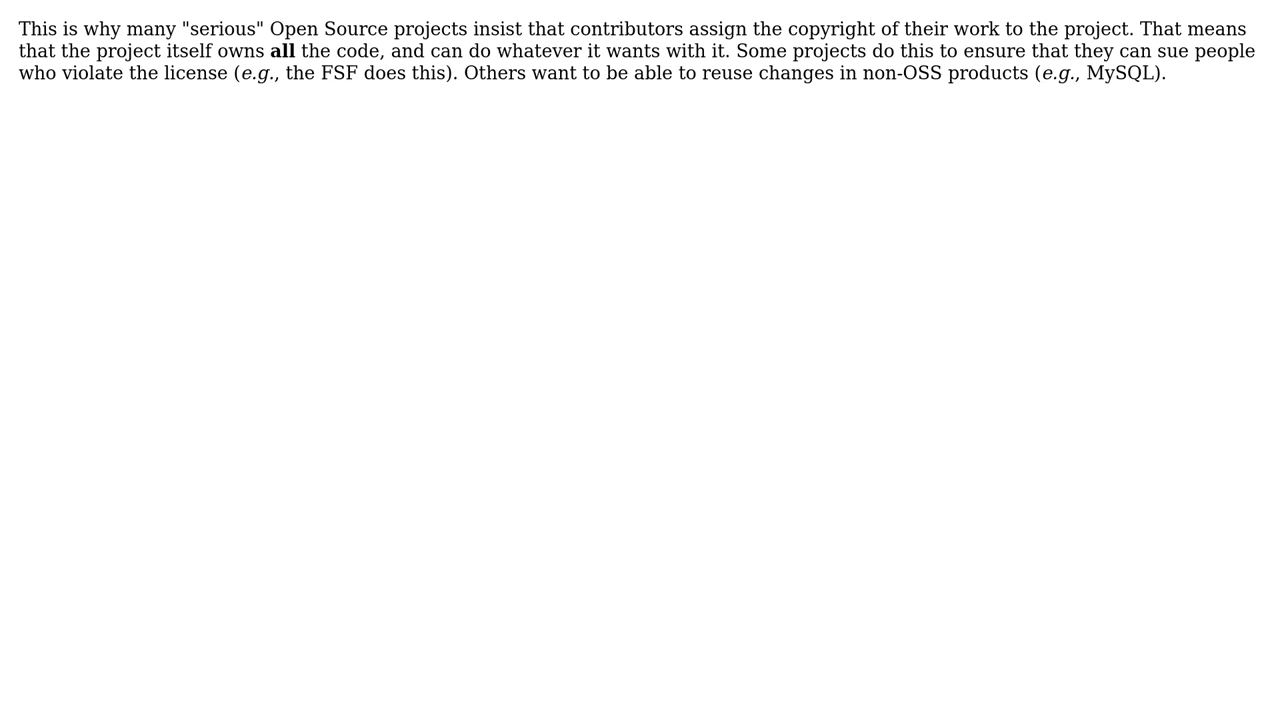 This is why many "serious" Open Source projects insist that contributors assign the copyright of their work to the project. That means
that the project itself owns all the code, and can do whatever it wants with it. Some projects do this to ensure that they can sue people
who violate the license (e.g., the FSF does this). Others want to be able to reuse changes in non-OSS products (e.g., MySQL).